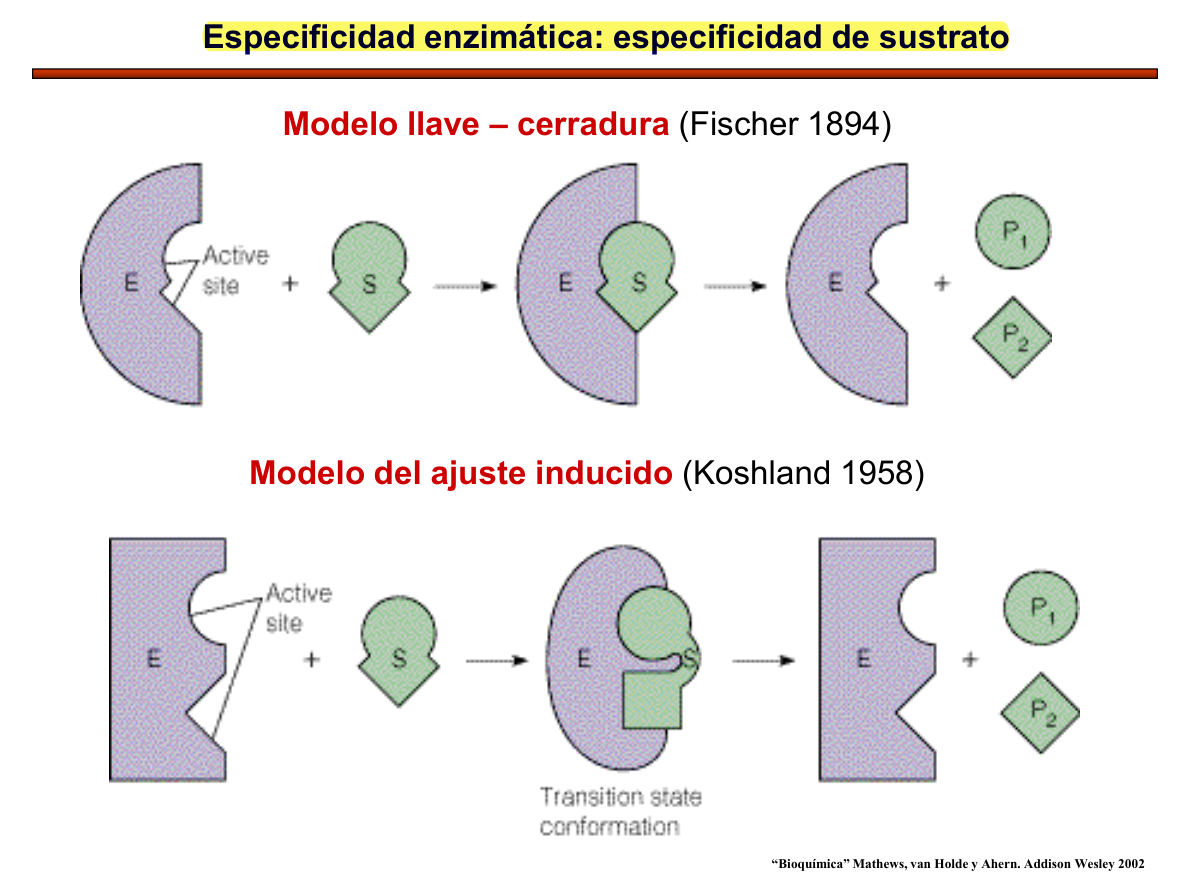 Especificidad enzimática: especificidad de sustrato
Modelo llave – cerradura (Fischer 1894)
E
Active
site
+
S
E
S
E
+
P1
P2
Modelo del ajuste inducido (Koshland 1958)
E
Active
site
+
S
E
S
Transition state
conformation
E
+
P1
P2
“Bioquímica” Mathews, van Holde y Ahern. Addison Wesley 2002